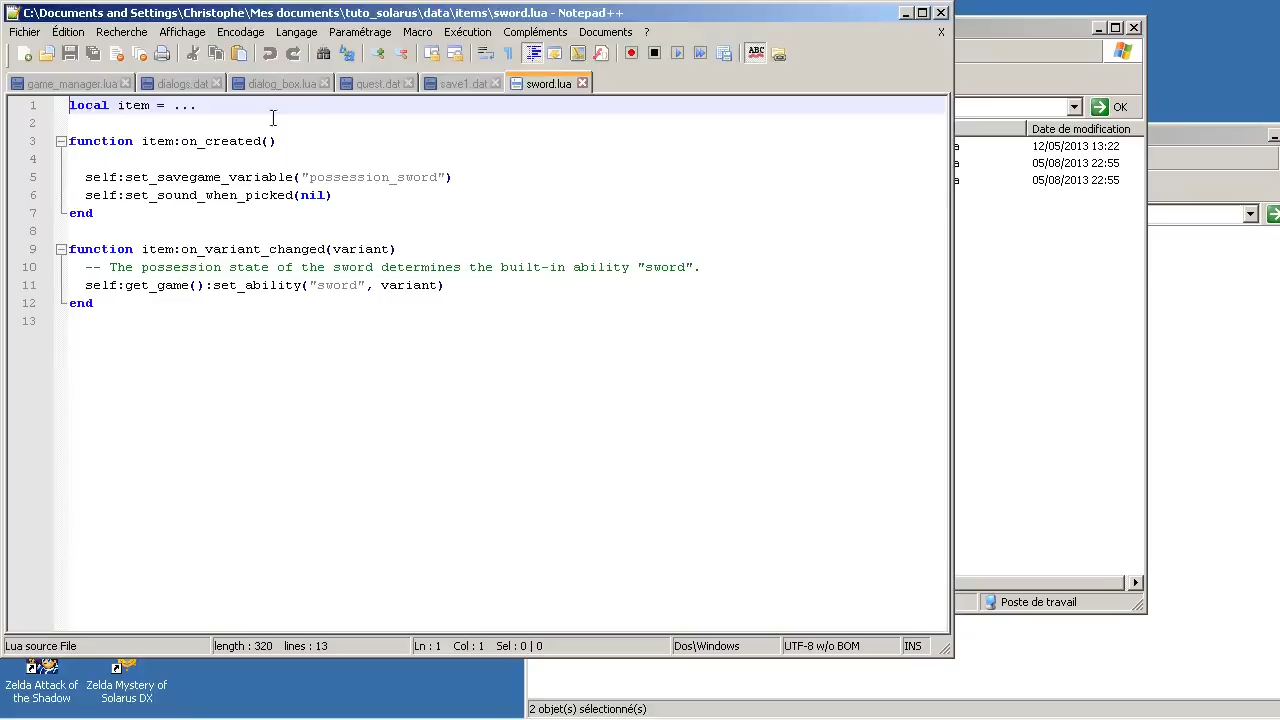 C:\Documents and Settings\Christophe\Mes documents\tuto_solarus\data\items\sword.lua - Notepad++
Fichier Édition Recherche Affichage Encodage Langage Paramétrage Macro Exécution Compléments Documents ? X
ABC
OK
game_manager.lua dialogs.dat dialog_box.lua quest.dat save1.dat sword.lua
Date de modification
12/05/2013 13:22
05/08/2013 22:55
05/08/2013 22:55
1 local item = ...
2
3 function item:on_created()
4
5 self:set_savegame_variable("possession_sword")
6 self:set_sound_when_picked(nil)
7 end
8
9 function item:on_variant_changed(variant)
10 -- The possession state of the sword determines the built-in ability "sword".
11 self:get_game():set_ability("sword", variant)
12 end
13
Poste de travail
Lua source File length : 320 lines : 13 Ln : 1 Col : 1 Sel : 0 | 0 Dos\Windows UTF-8 w/o BOM INS
Zelda Attack of the Shadow
Zelda Mystery of Solarus DX
2 objet(s) sélectionné(s)